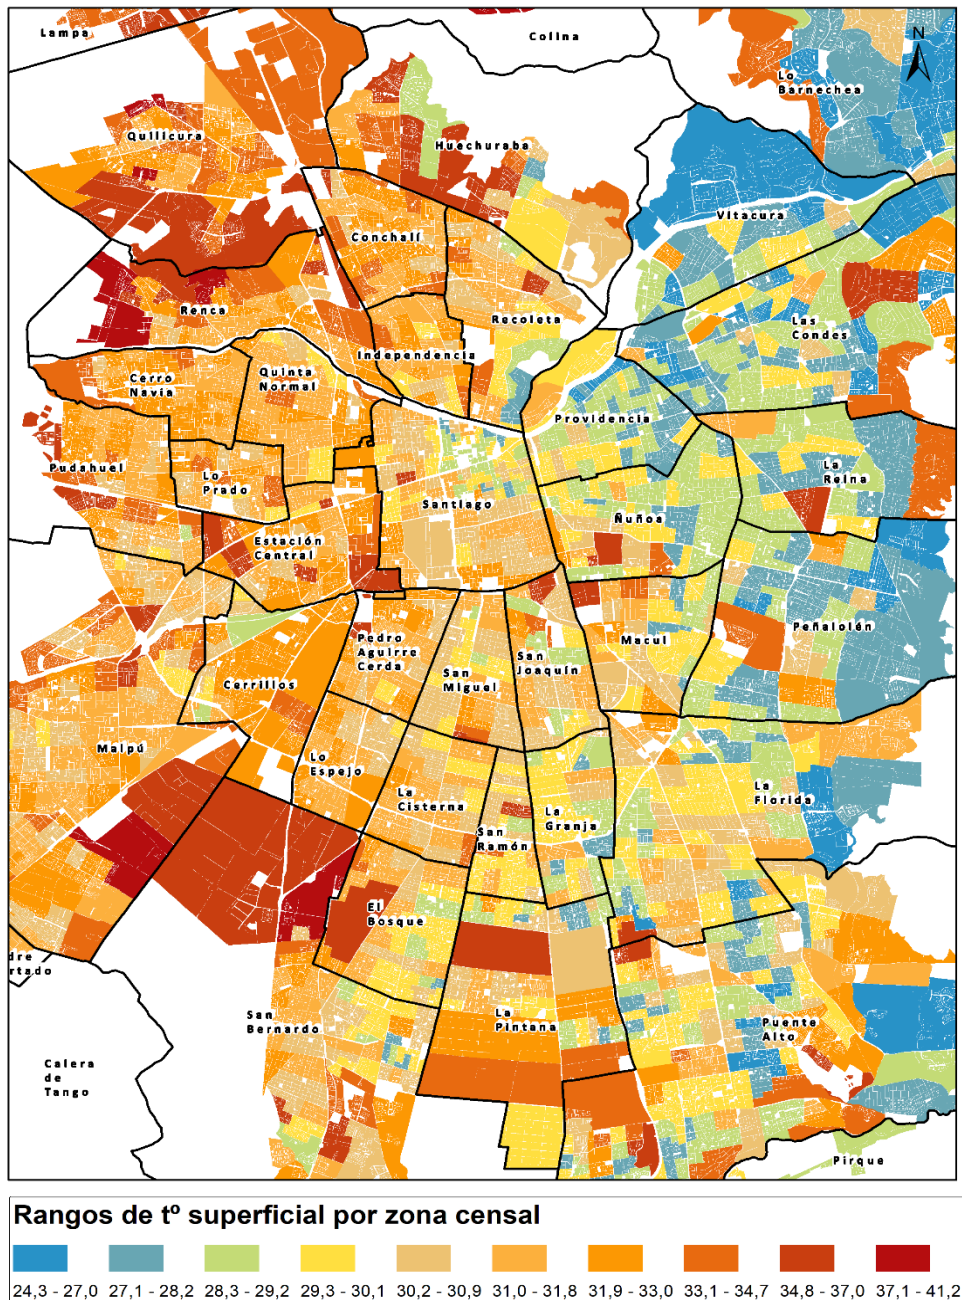 Lampa
Colina
N
Lo
Barnechea
Quilicura
Huechuraba
Vitacura
Conchalí
Renca
Recoleta
Las
Condes
Independencia
Cerro
Navia
Quinta
Normal
Providencia
Pudahuel
Lo
Prado
La
Reina
Santiago
Ñuñoa
Estación
Central
Peñalolén
Pedro
Aguirre
Cerda
Macul
San
Joaquín
San
Miguel
Cerrillos
Maipú
Lo
Espejo
La
Cisterna
La
Florida
La
Granja
San
Ramón
El
Bosque
dre
rtado
San
Bernardo
La
Pintana
Puente
Alto
Calera
de
Tango
Pirque
Rangos de tº superficial por zona censal
24,3 - 27,0 27,1 - 28,2 28,3 - 29,2 29,3 - 30,1 30,2 - 30,9 31,0 - 31,8 31,9 - 33,0 33,1 - 34,7 34,8 - 37,0 37,1 - 41,2